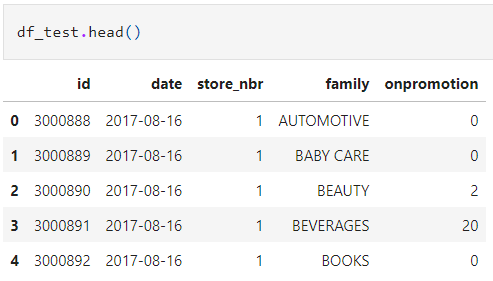 df_test.head()
id date store_nbr family onpromotion
0 3000888 2017-08-16 1 AUTOMOTIVE 0
1 3000889 2017-08-16 1 BABY CARE 0
2 3000890 2017-08-16 1 BEAUTY 2
3 3000891 2017-08-16 1 BEVERAGES 20
4 3000892 2017-08-16 1 BOOKS 0